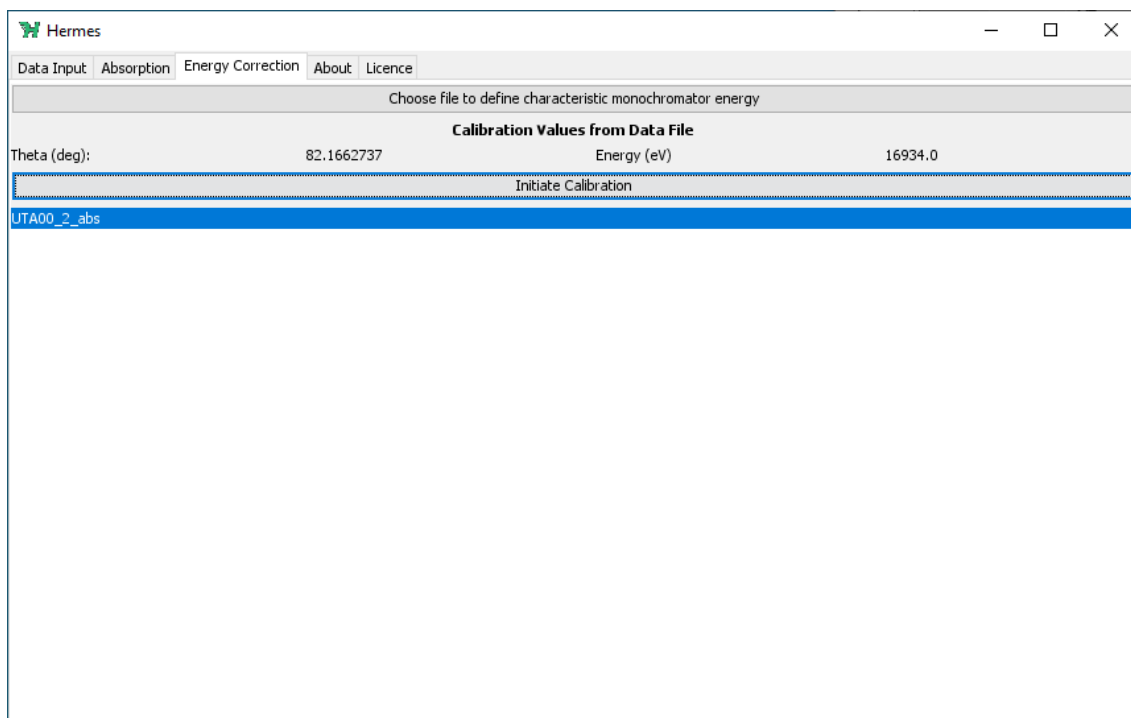 Hermes
Data Input Absorption Energy Correction About Licence
Choose file to define characteristic monochromator energy
Calibration Values from Data File
Theta (deg): 82.1662737 Energy (eV) 16934.0
Initiate Calibration
UTA00_2_abs